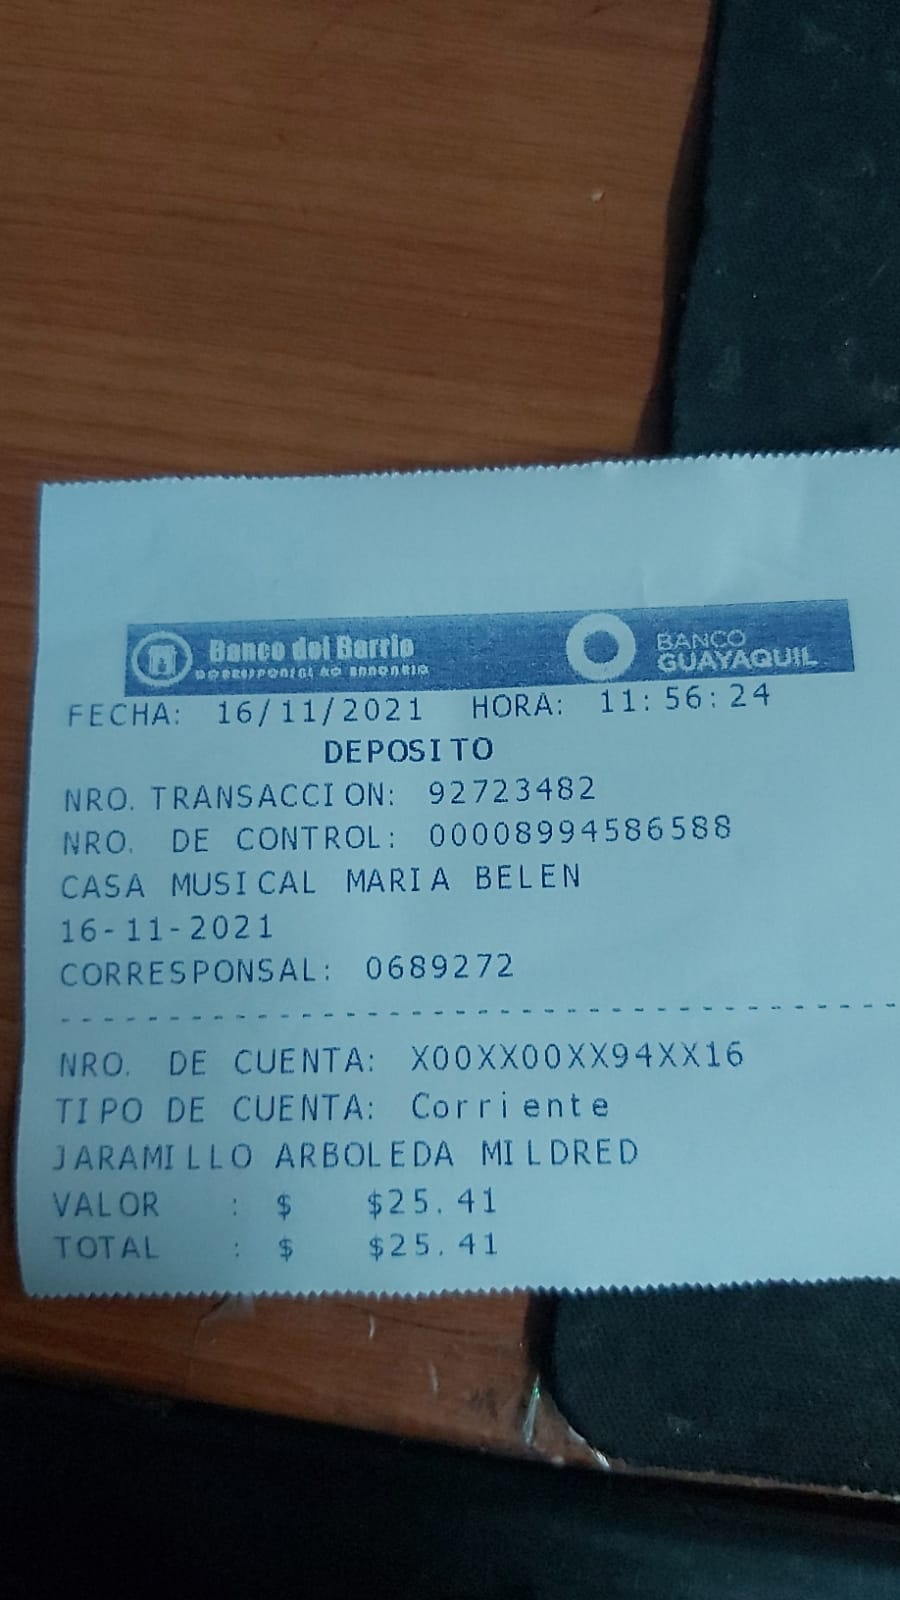 Banco del Barrio
BANCO
GUAYAQUIL
FECHA: 16/11/2021 HORA: 11:56:24
DEPOSITO
NRO. TRANSACCION: 92723482
NRO. DE CONTROL: 00008994586588
CASA MUSICAL MARIA BELEN
16-11-2021
CORRESPONSAL: 0689272
NRO. DE CUENTA: X00XX00XX94XX16
TIPO DE CUENTA: Corriente
JARAMILLO ARBOLEDA MILDRED
VALOR : $ $25.41
TOTAL : $ $25.41